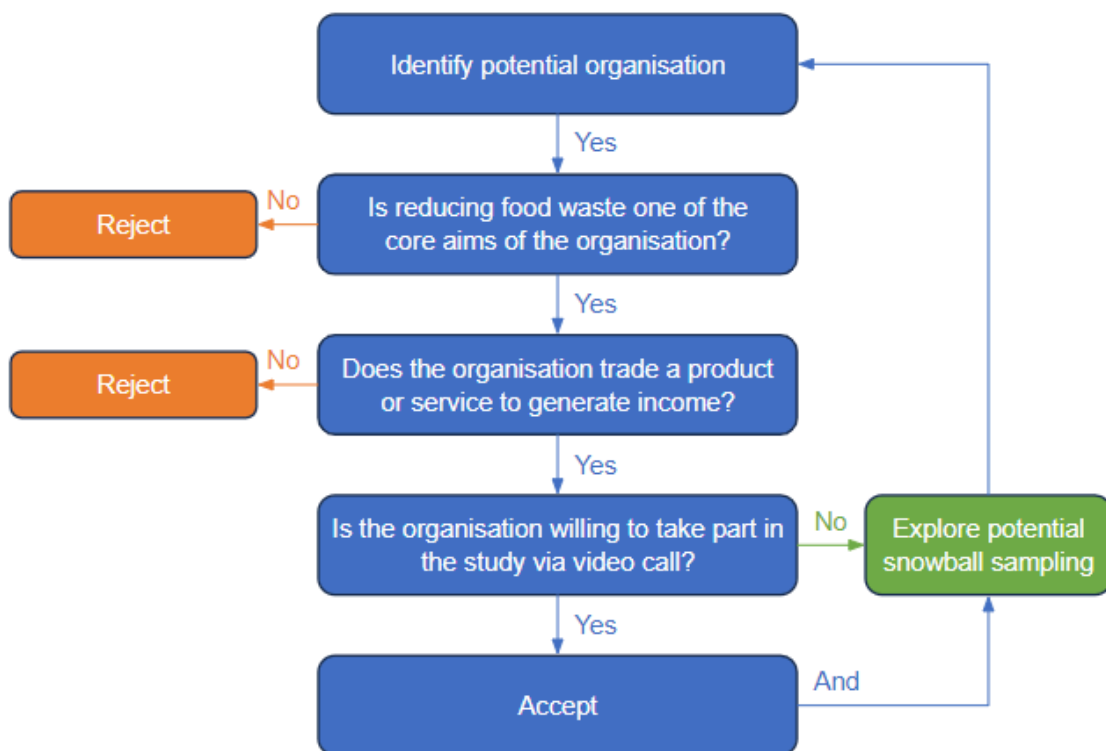 Identify potential organisation
Yes
No
Reject
Is reducing food waste one of the
core aims of the organisation?
Yes
No
Reject
Does the organisation trade a product
or service to generate income?
Yes
Is the organisation willing to take part in
the study via video call?
No
Explore potential
snowball sampling
Yes
Accept
And